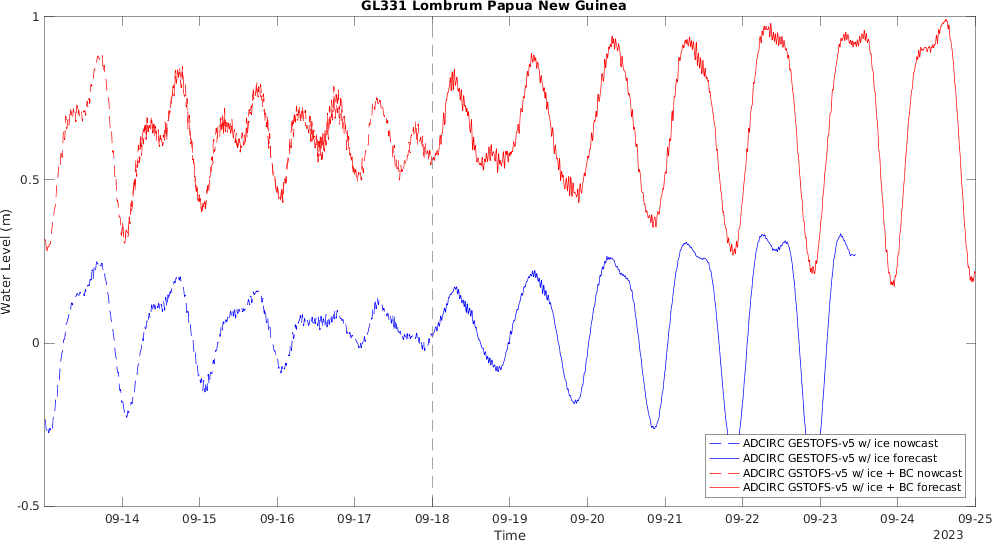 GL331 Lombrum Papua New Guinea
1
0.5
0
-0.5
Water Level (m)
09-14 09-15 09-16 09-17 09-18 09-19 09-20 09-21 09-22 09-23 09-24 09-25
Time
2023
ADCIRC GESTOFS-v5 w/ ice nowcast
ADCIRC GESTOFS-v5 w/ ice forecast
ADCIRC GSTOFS-v5 w/ ice + BC nowcast
ADCIRC GSTOFS-v5 w/ ice + BC forecast